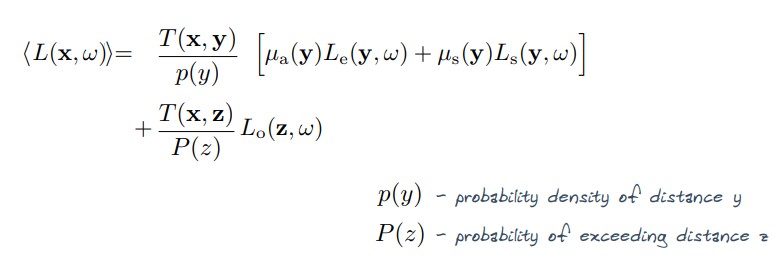 ⟨L(x, ω)⟩= T(x, y) / p(y) [μa(y)Le(y, ω) + μs(y)Ls(y, ω)]
+ T(x, z) / P(z) Lo(z, ω)
p(y) - probability density of distance y
P(z) - probability of exceeding distance z